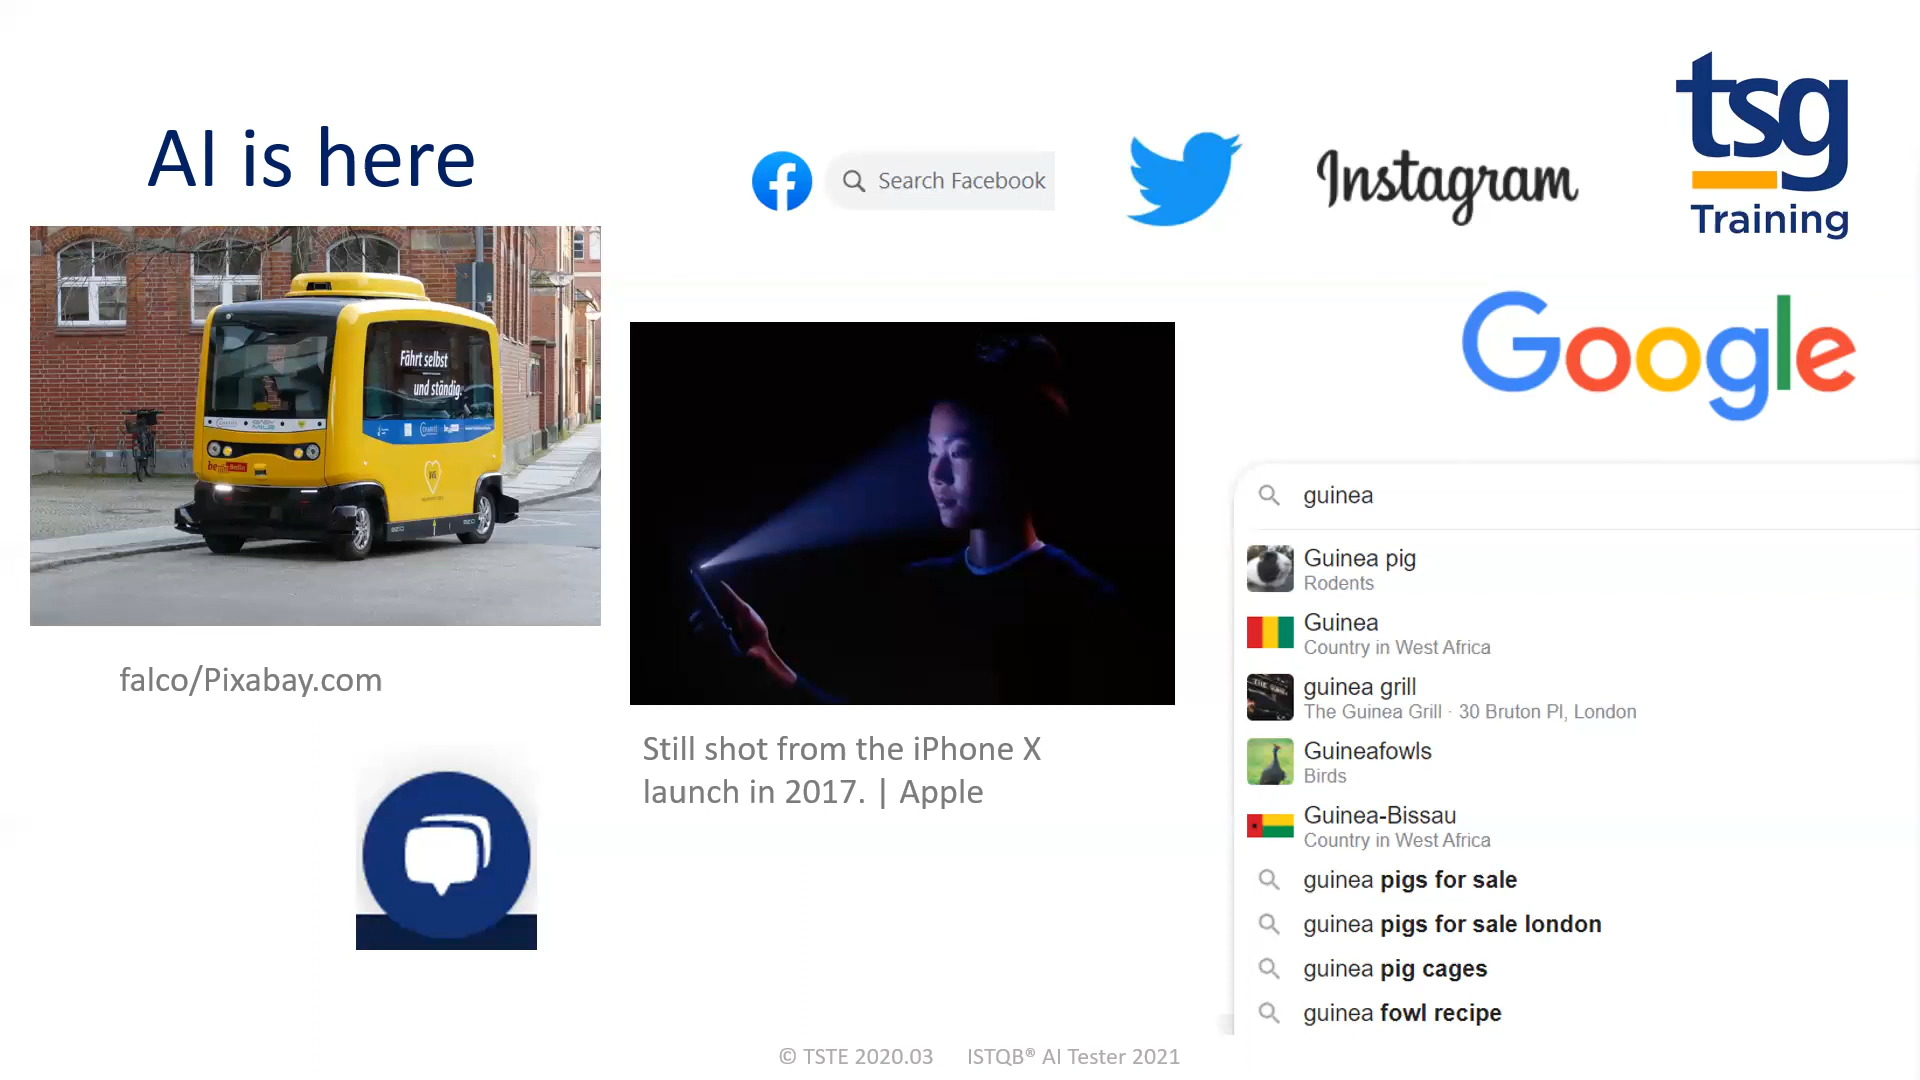 AI is here
Search Facebook
Instagram
tsg
Training
Google
Fährt selbst
und ständig.
falco/Pixabay.com
Still shot from the iPhone X
launch in 2017. | Apple
guinea
Guinea pig
Rodents
Guinea
Country in West Africa
guinea grill
The Guinea Grill · 30 Bruton Pl, London
Guineafowls
Birds
Guinea-Bissau
Country in West Africa
guinea pigs for sale
guinea pigs for sale london
guinea pig cages
guinea fowl recipe
© TSTE 2020.03 ISTQB® AI Tester 2021